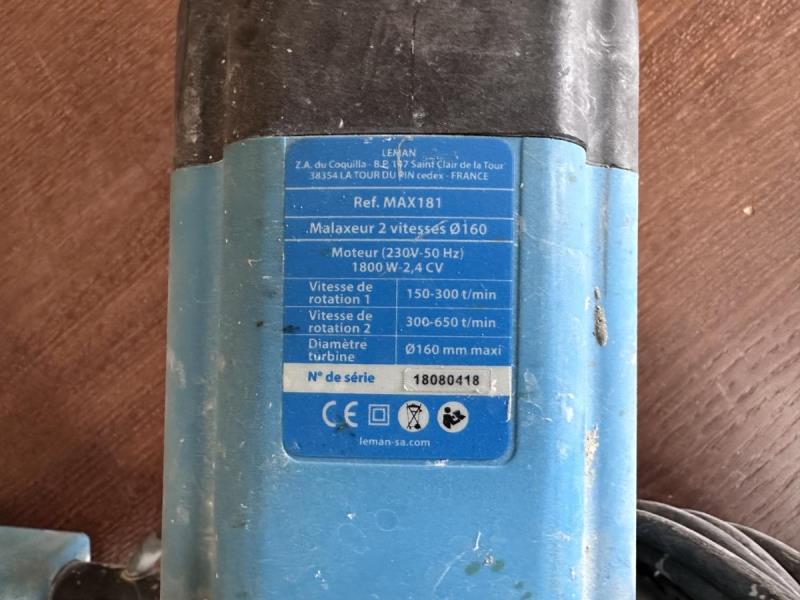 LEMAN
Z.A. du Coquilla - B.P. 147 Saint Clair de la Tour
38354 LA TOUR DU PIN cedex - FRANCE
Ref. MAX181
Malaxeur 2 vitesses Ø160
Moteur (230V-50 Hz)
1800 W-2,4 CV
Vitesse de rotation 1 150-300 t/min
Vitesse de rotation 2 300-650 t/min
Diamètre turbine Ø160 mm maxi
N° de série 18080418
CE
leman-sa.com